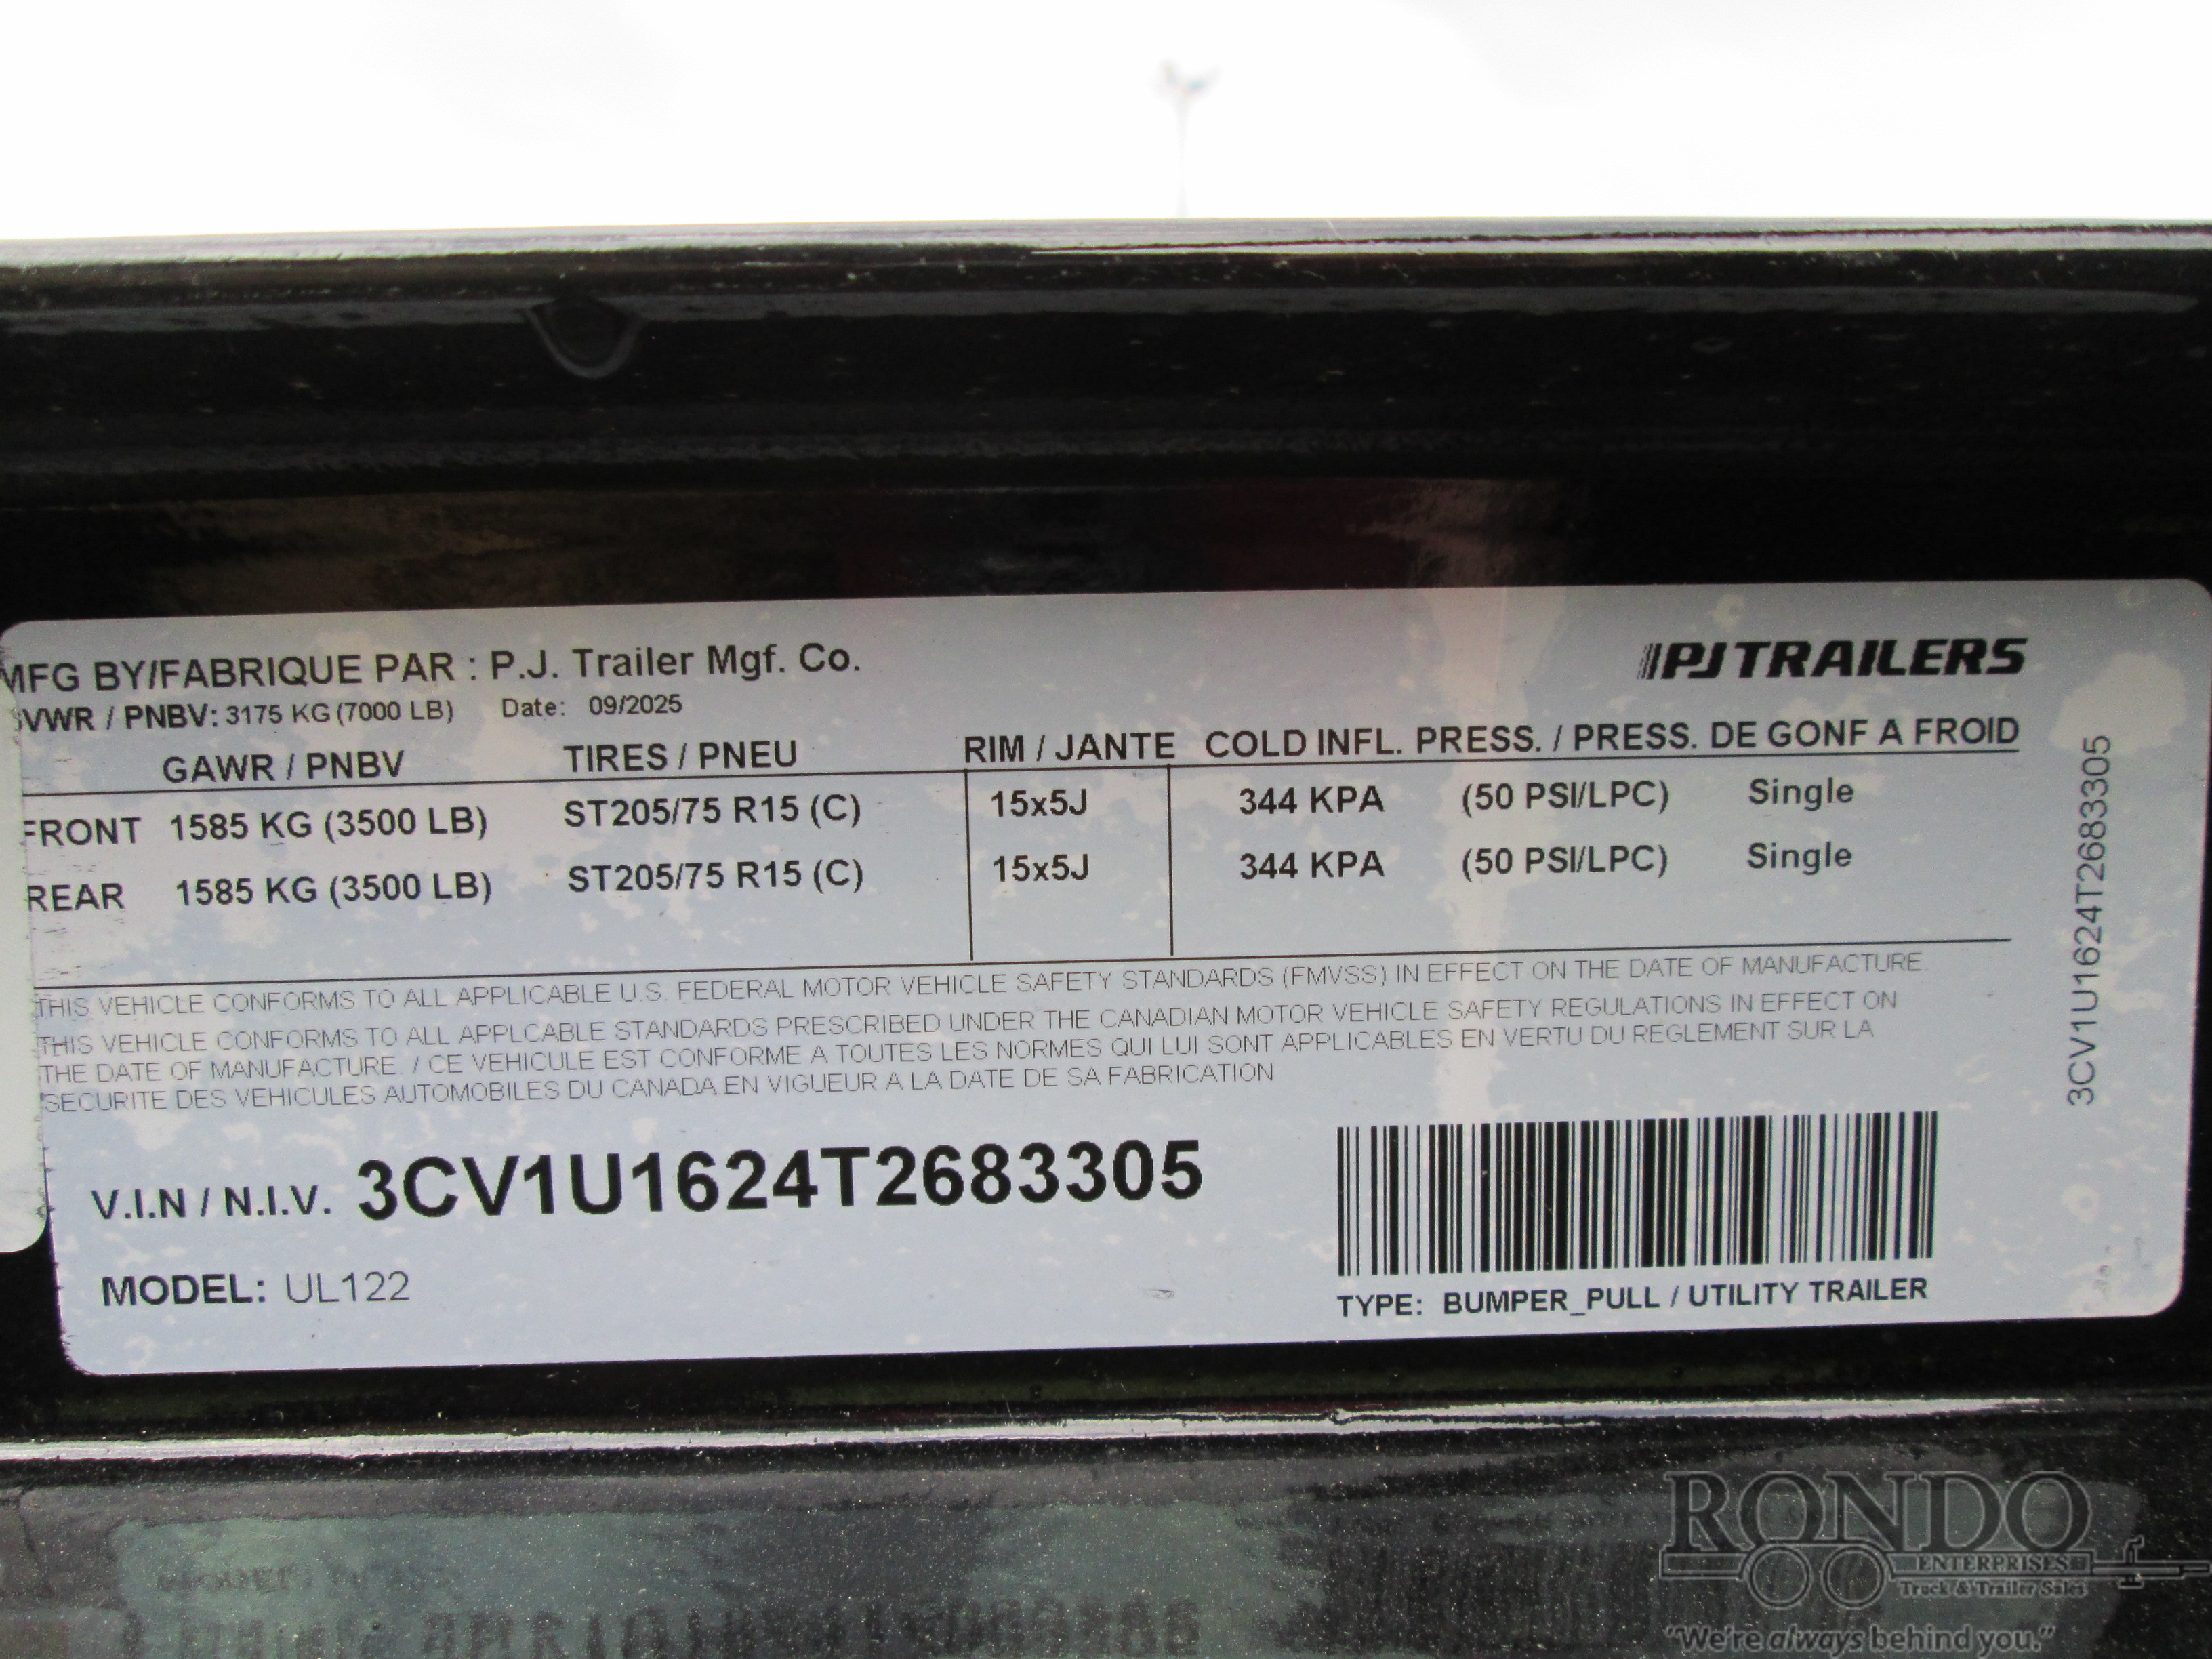 MFG BY/FABRIQUE PAR : P.J. Trailer Mgf. Co.
PJ TRAILERS
GVWR / PNBV: 3175 KG (7000 LB) Date: 09/2025
GAWR / PNBV TIRES / PNEU RIM / JANTE COLD INFL. PRESS. / PRESS. DE GONF A FROID
FRONT 1585 KG (3500 LB) ST205/75 R15 (C) 15x5J 344 KPA (50 PSI/LPC) Single
REAR 1585 KG (3500 LB) ST205/75 R15 (C) 15x5J 344 KPA (50 PSI/LPC) Single
THIS VEHICLE CONFORMS TO ALL APPLICABLE U.S. FEDERAL MOTOR VEHICLE SAFETY STANDARDS (FMVSS) IN EFFECT ON THE DATE OF MANUFACTURE.
THIS VEHICLE CONFORMS TO ALL APPLCABLE STANDARDS PRESCRIBED UNDER THE CANADIAN MOTOR VEHICLE SAFETY REGULATIONS IN EFFECT ON
THE DATE OF MANUFACTURE. / CE VEHICULE EST CONFORME A TOUTES LES NORMES QUI LUI SONT APPLICABLES EN VERTU DU REGLEMENT SUR LA
SECURITE DES VEHICULES AUTOMOBILES DU CANADA EN VIGUEUR A LA DATE DE SA FABRICATION
V.I.N / N.I.V. 3CV1U1624T2683305
MODEL: UL122
TYPE: BUMPER_PULL / UTILITY TRAILER
3CV1U1624T2683305
RONDO
ENTERPRISES
Truck & Trailer Sales
"We're always behind you."